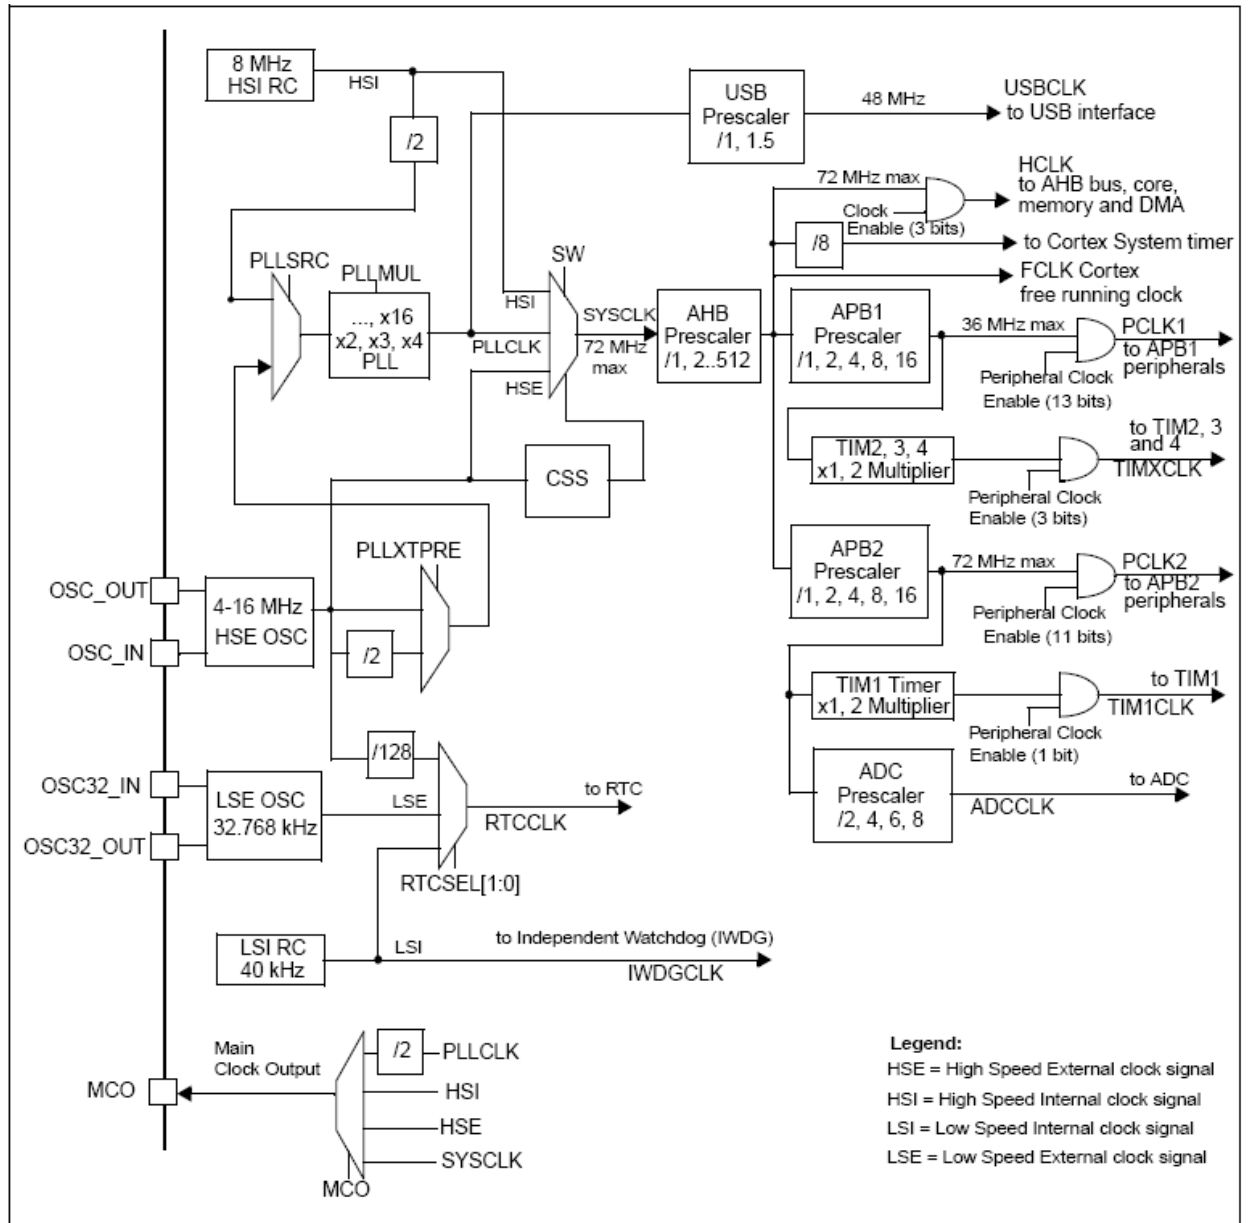 8 MHz
HSI RC
HSI
/2
USB
Prescaler
/1, 1.5
48 MHz
USBCLK
to USB interface
72 MHz max
Clock
Enable (3 bits)
HCLK
to AHB bus, core,
memory and DMA
/8
to Cortex System timer
FCLK Cortex
free running clock
PLLSRC
PLLMUL
..., x16
x2, x3, x4
PLL
SW
HSI
PLLCLK
HSE
SYSCLK
72 MHz
max
AHB
Prescaler
/1, 2..512
APB1
Prescaler
/1, 2, 4, 8, 16
36 MHz max
PCLK1
to APB1
peripherals
Peripheral Clock
Enable (13 bits)
TIM2, 3, 4
x1, 2 Multiplier
to TIM2, 3
and 4
TIMXCLK
Peripheral Clock
Enable (3 bits)
CSS
PLLXTPRE
OSC_OUT
OSC_IN
4-16 MHz
HSE OSC
/2
APB2
Prescaler
/1, 2, 4, 8, 16
72 MHz max
PCLK2
to APB2
peripherals
Peripheral Clock
Enable (11 bits)
TIM1 Timer
x1, 2 Multiplier
to TIM1
TIM1CLK
Peripheral Clock
Enable (1 bit)
/128
OSC32_IN
OSC32_OUT
LSE OSC
32.768 kHz
LSE
to RTC
RTCCLK
RTCSEL[1:0]
ADC
Prescaler
/2, 4, 6, 8
to ADC
ADCCLK
LSI RC
40 kHz
LSI
to Independent Watchdog (IWDG)
IWDGCLK
MCO
Main
Clock Output
/2
PLLCLK
HSI
HSE
SYSCLK
MCO
Legend:
HSE = High Speed External clock signal
HSI = High Speed Internal clock signal
LSI = Low Speed Internal clock signal
LSE = Low Speed External clock signal